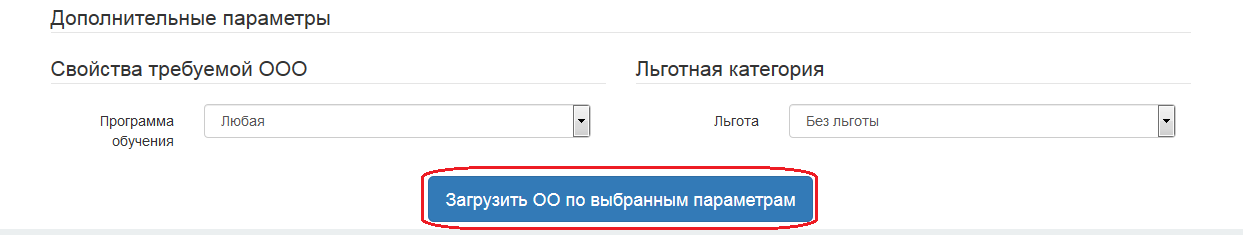 Дополнительные параметры
Свойства требуемой ООО
Льготная категория
Программа
обучения
Любая
Льгота
Без льготы
Загрузить ОО по выбранным параметрам